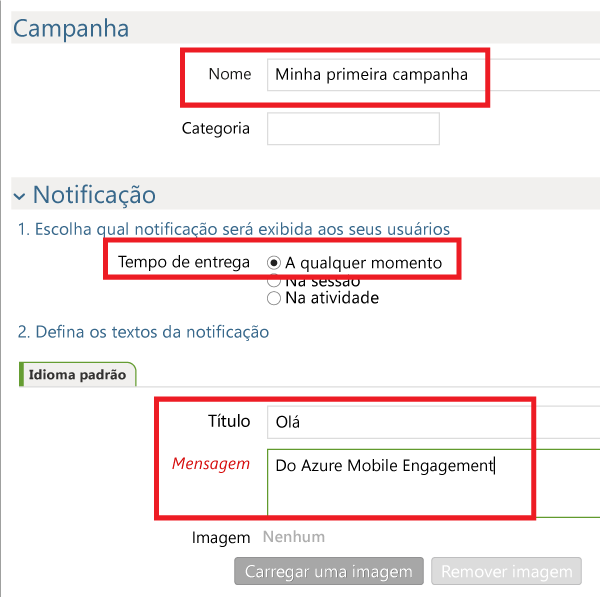 Campanha
Nome Minha primeira campanha
Categoria
Notificação
1. Escolha qual notificação será exibida aos seus usuários
Tempo de entrega A qualquer momento
Na sessão
Na atividade
2. Defina os textos da notificação
Idioma padrão
Título Olá
Mensagem Do Azure Mobile Engagement
Imagem Nenhum
Carregar uma imagem Remover imagem